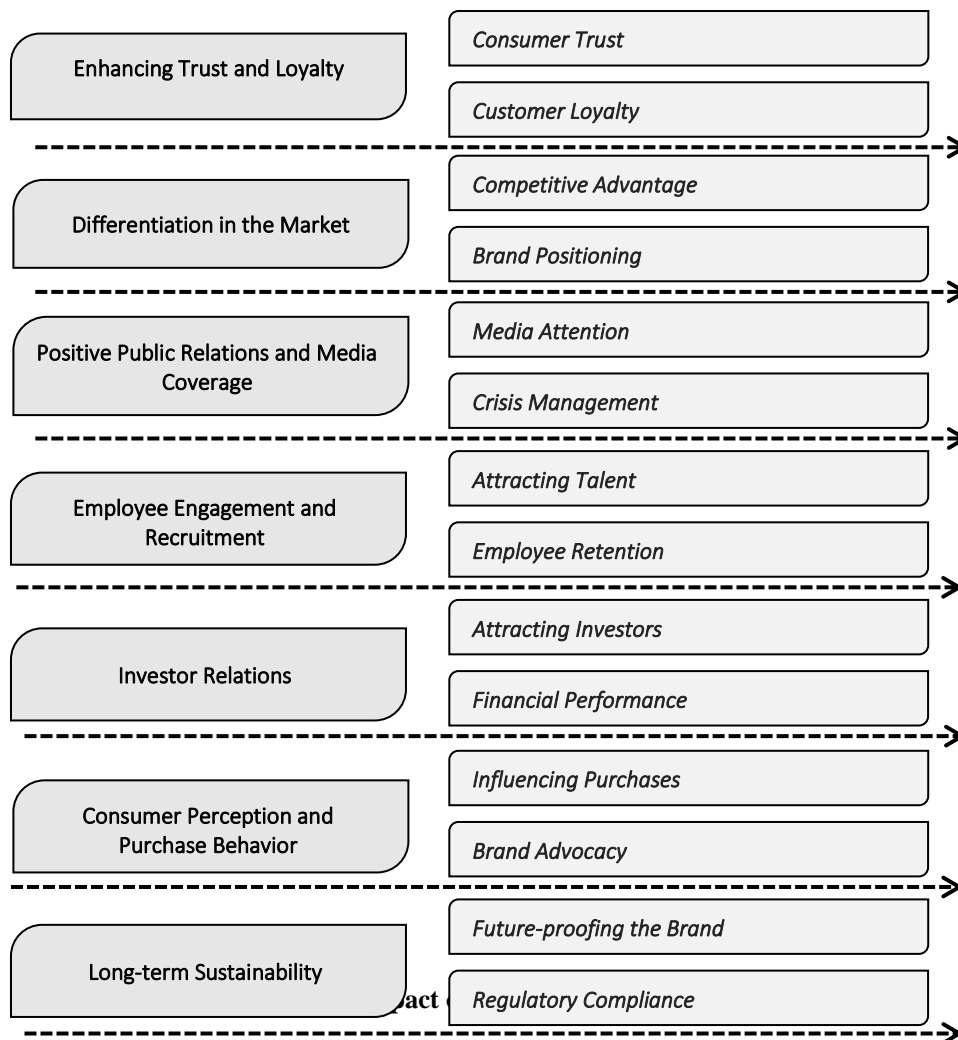 Enhancing Trust and Loyalty
Consumer Trust
Customer Loyalty
Differentiation in the Market
Competitive Advantage
Brand Positioning
Positive Public Relations and Media
Coverage
Media Attention
Crisis Management
Employee Engagement and
Recruitment
Attracting Talent
Employee Retention
Investor Relations
Attracting Investors
Financial Performance
Consumer Perception and
Purchase Behavior
Influencing Purchases
Brand Advocacy
Long-term Sustainability
Future-proofing the Brand
Regulatory Compliance